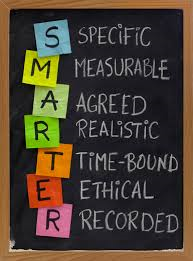 S SPECIFIC
M MEASURABLE
A AGREED
R REALISTIC
T TIME-BOUND
E ETHICAL
R RECORDED